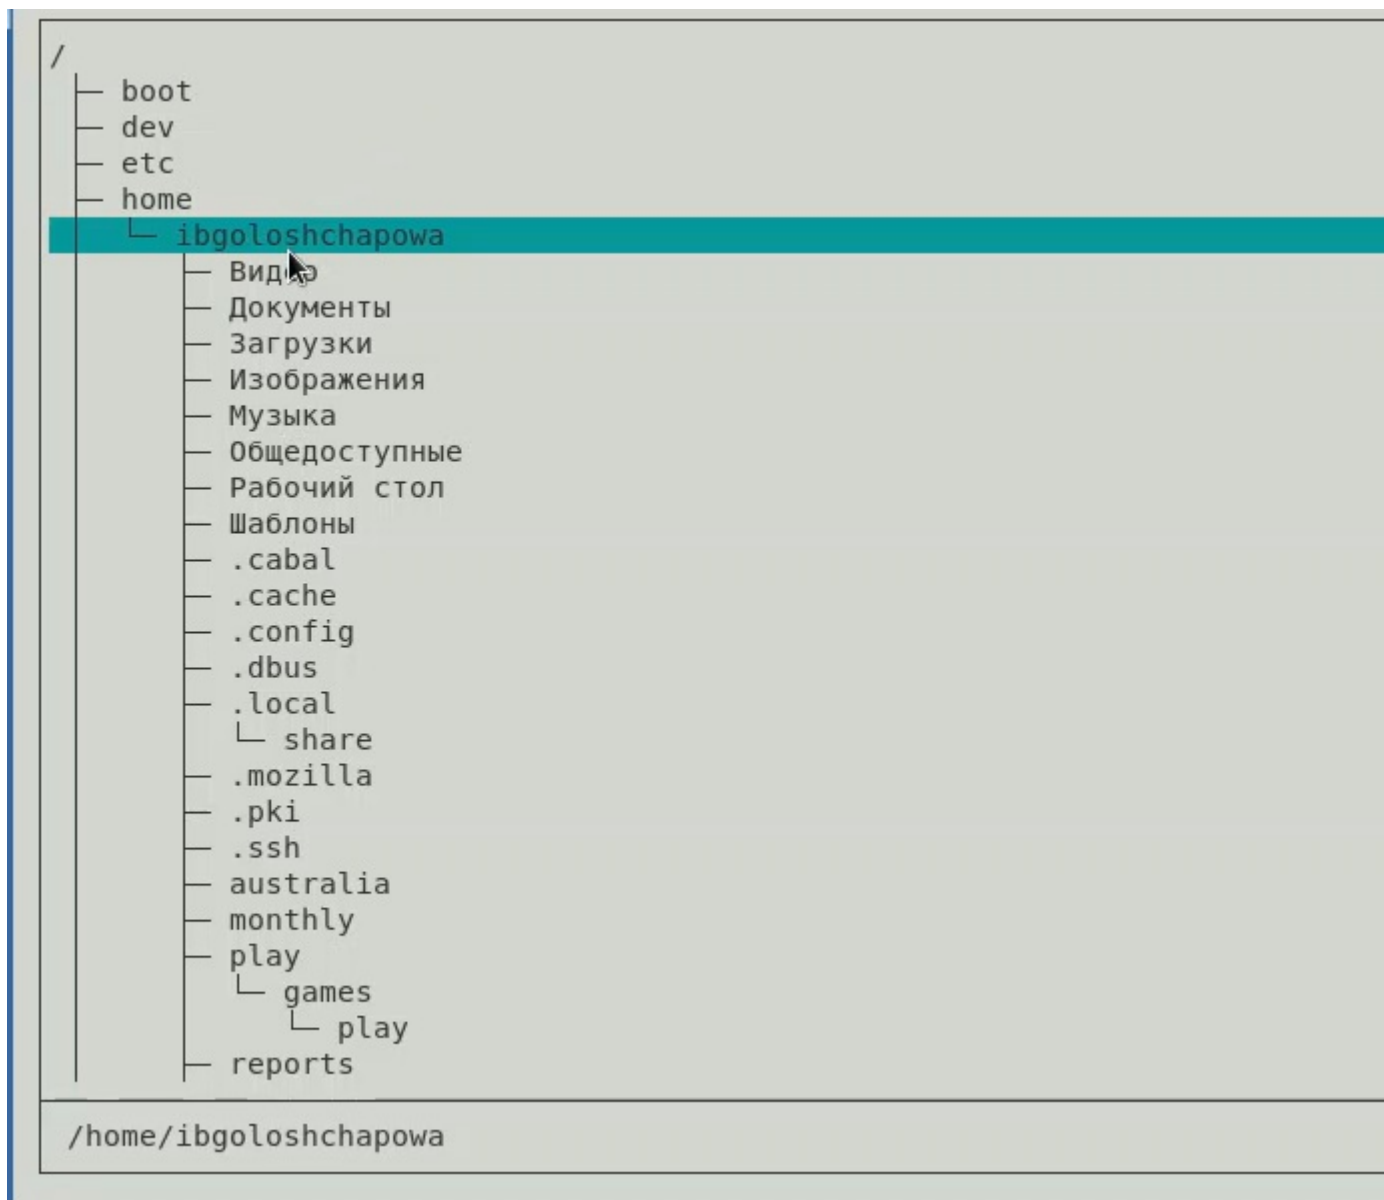 /
boot
dev
etc
home
ibgoloshchapowa
Видео
Документы
Загрузки
Изображения
Музыка
Общедоступные
Рабочий стол
Шаблоны
.cabal
.cache
.config
.dbus
.local
share
.mozilla
.pki
.ssh
australia
monthly
play
games
play
reports
/home/ibgoloshchapowa